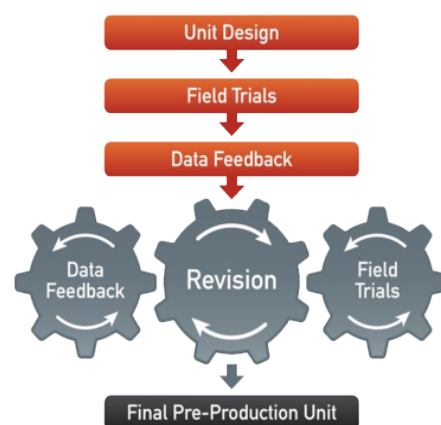 Unit Design
Field Trials
Data Feedback
Data
Feedback
Revision
Field
Trials
Final Pre-Production Unit